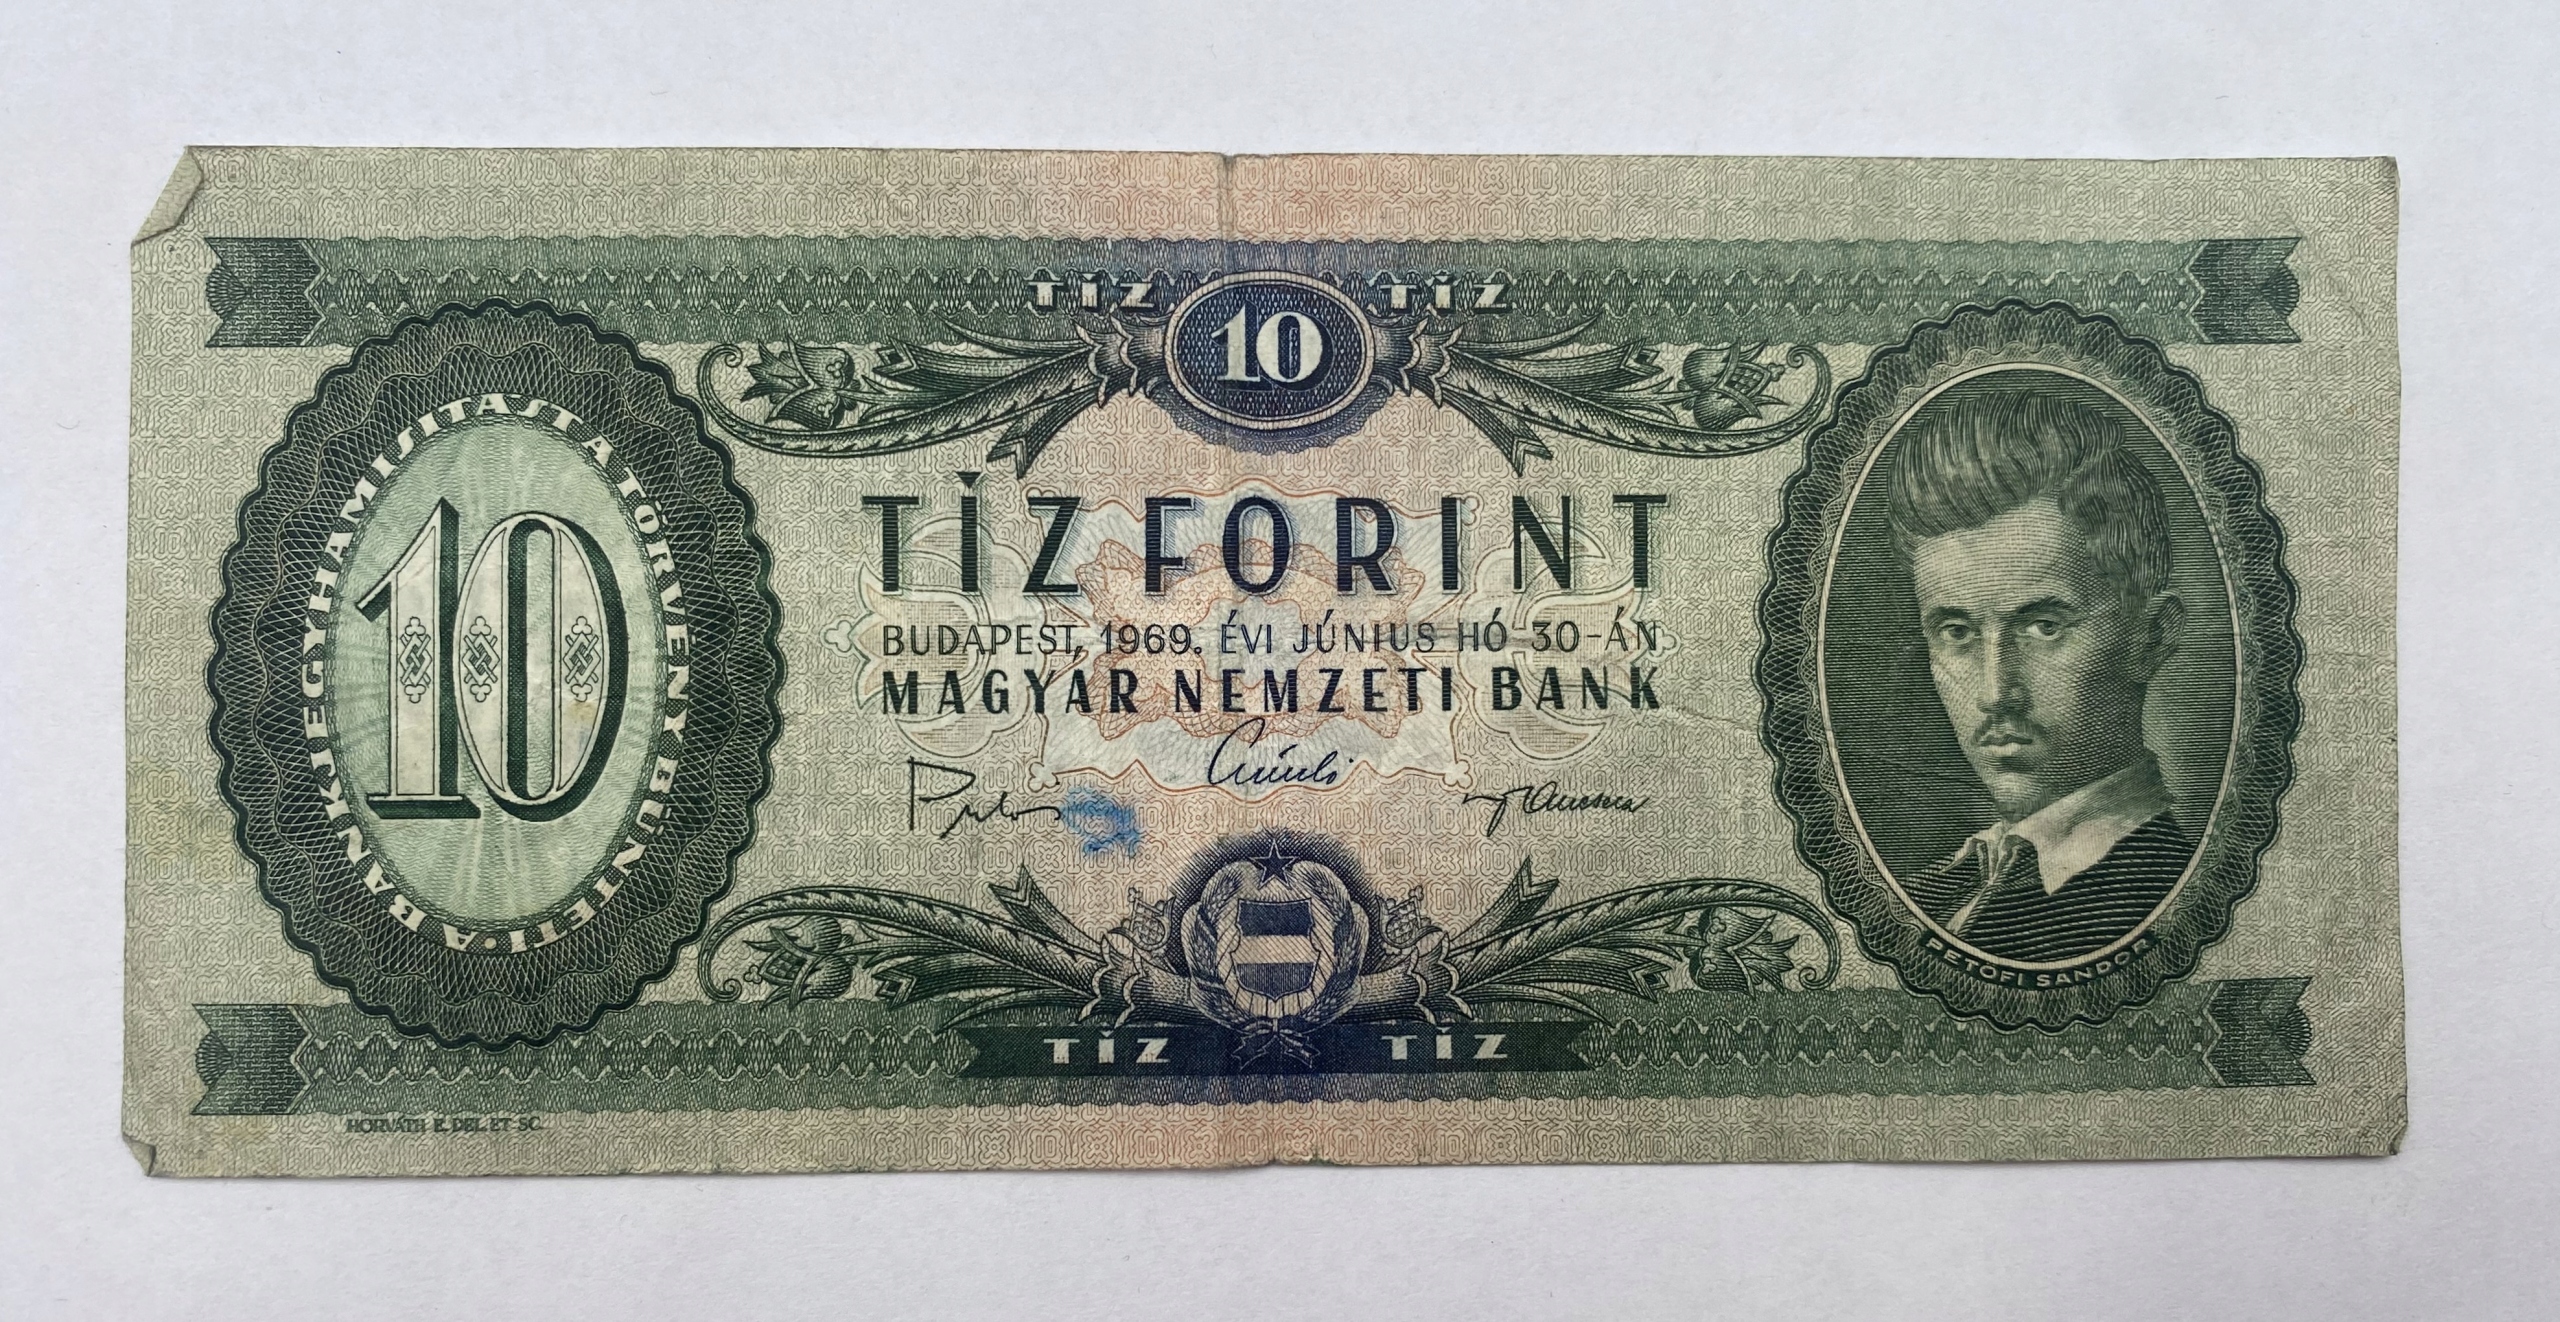 TÍZ 10 TÍZ
A BANKJEGYHAMISÍTÁST A TÖRVÉNY BÜNTETI
10
TÍZ FORINT
BUDAPEST, 1969. ÉVI JÚNIUS HÓ 30-ÁN
MAGYAR NEMZETI BANK
PETŐFI SÁNDOR
TÍZ TÍZ
HORVÁTH E. DEL. ET SC.